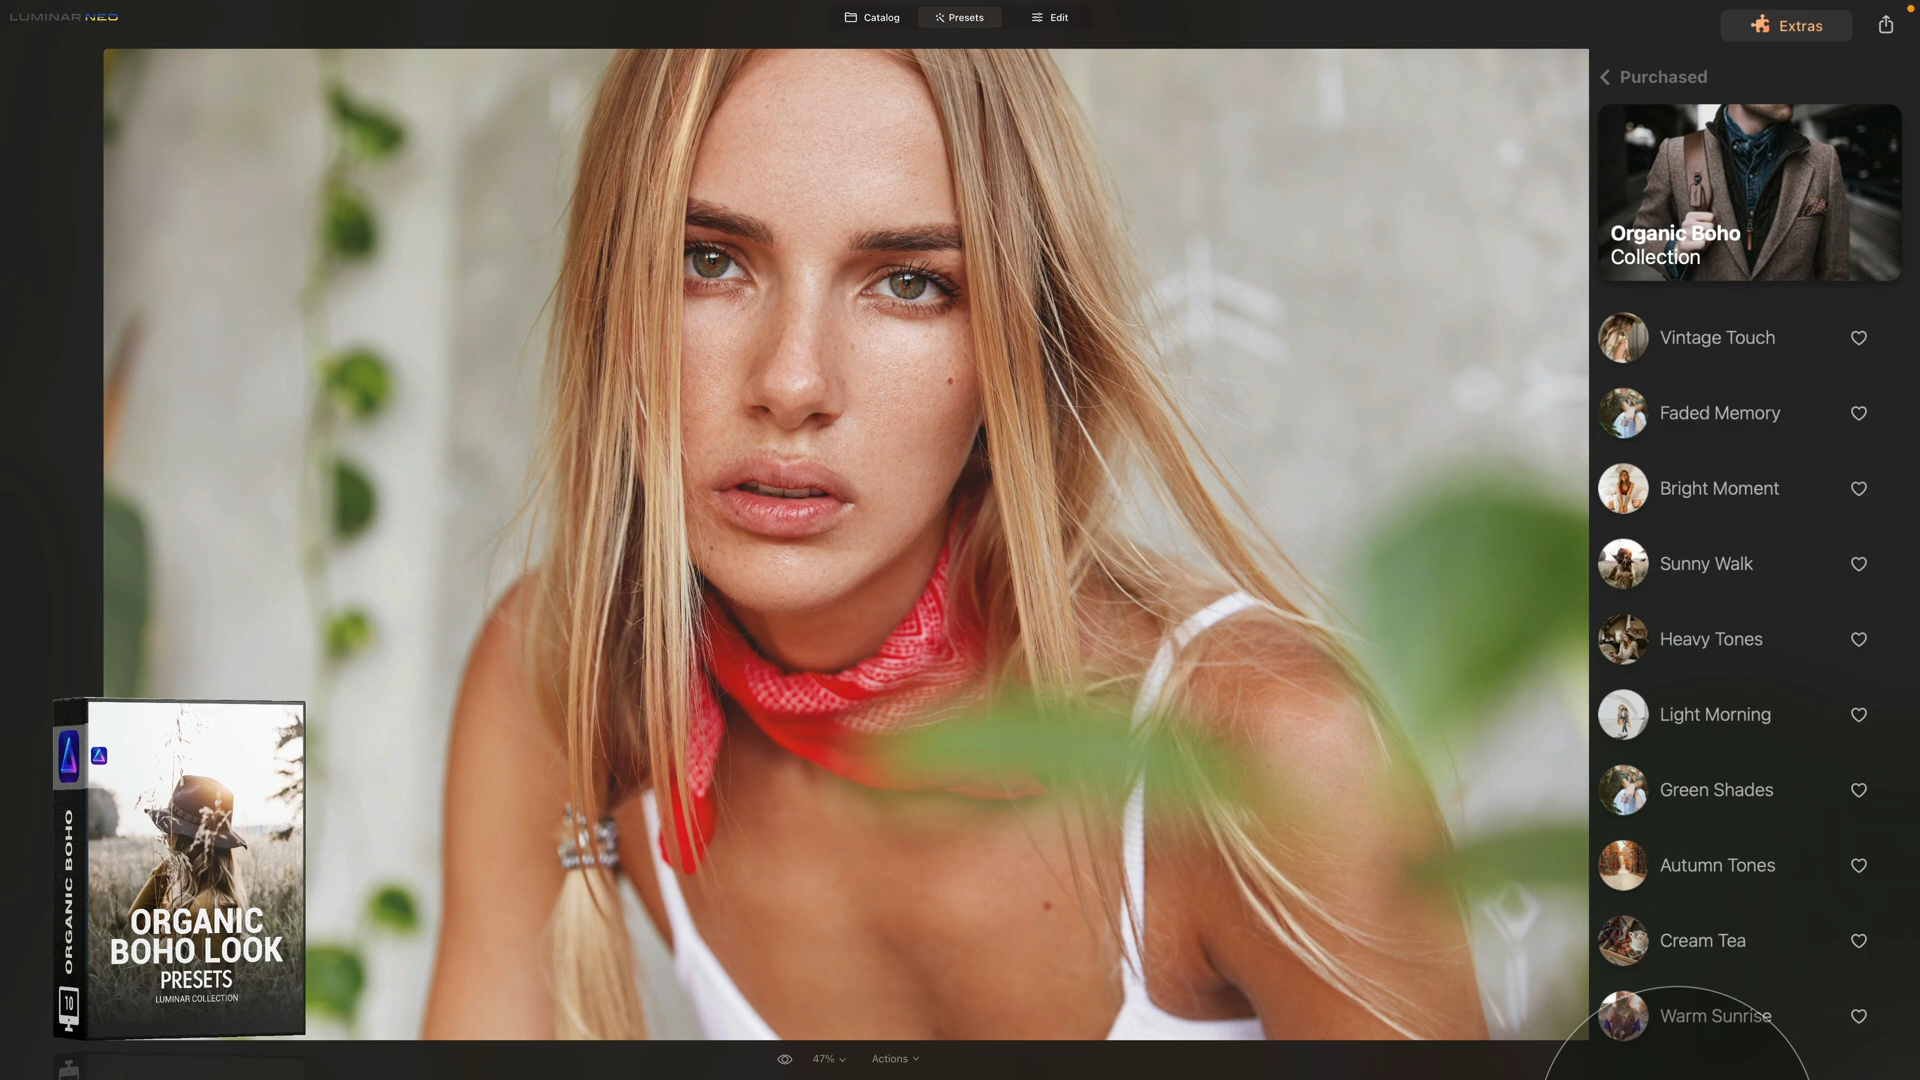 LUMINAR NEO
Catalog
Presets
Edit
Extras
Purchased
Organic Boho
Collection
Vintage Touch
Faded Memory
Bright Moment
Sunny Walk
Heavy Tones
Light Morning
Green Shades
Autumn Tones
Cream Tea
Warm Sunrise
ORGANIC BOHO
10
ORGANIC
BOHO LOOK
PRESETS
LUMINAR COLLECTION
47%
Actions